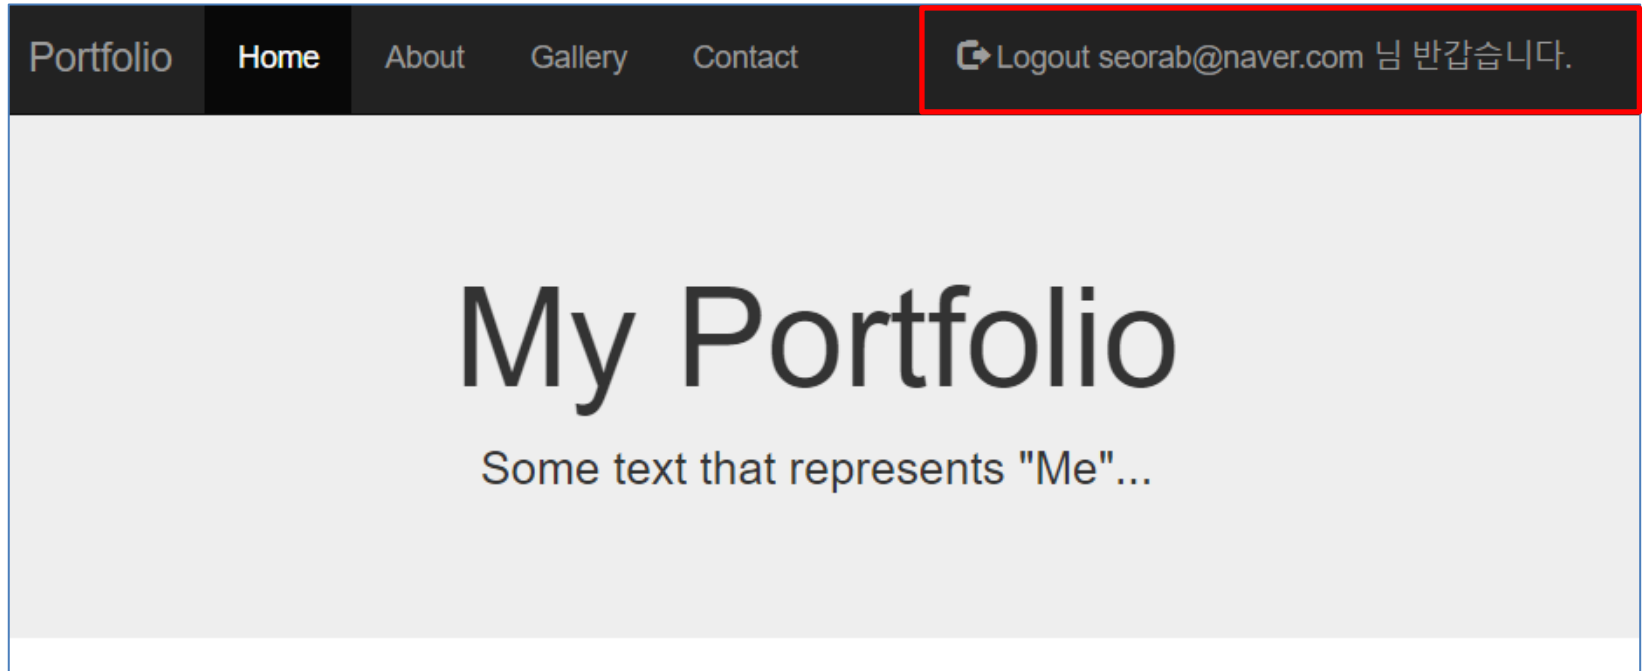 Portfolio Home About Gallery Contact Logout seorab@naver.com 님 반갑습니다.
My Portfolio
Some text that represents "Me"...